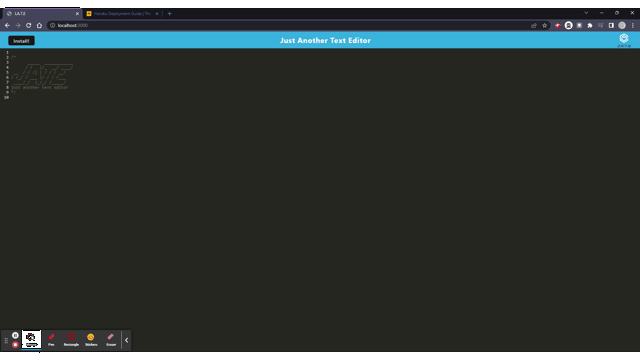 J.A.T.E
Heroku Deployment Guide | Th
localhost:3000
Install!
Just Another Text Editor
1
2 /*
3
4
5
6
7
8 Just another text editor
9 */
10
Pen
Rectangle
Stickers
Eraser